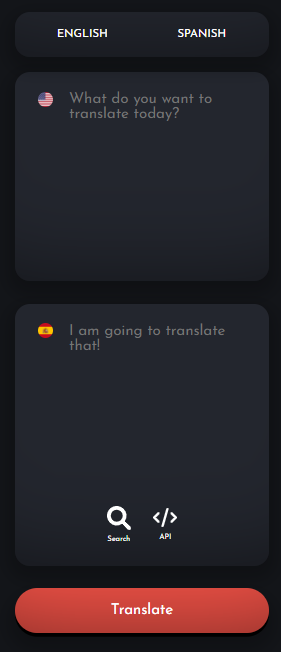 ENGLISH SPANISH
What do you want to
translate today?
I am going to translate
that!
Search API
Translate